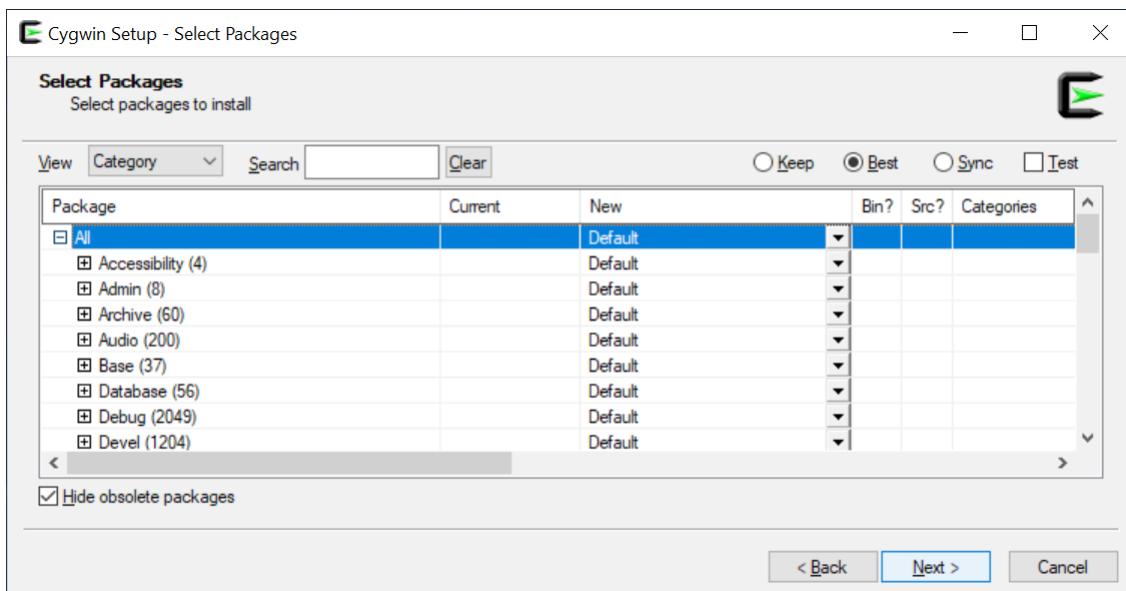 Cygwin Setup - Select Packages
Select Packages
Select packages to install
View Category Search Clear Keep Best Sync Test
Package Current New Bin? Src? Categories
All Default
Accessibility (4) Default
Admin (8) Default
Archive (60) Default
Audio (200) Default
Base (37) Default
Database (56) Default
Debug (2049) Default
Devel (1204) Default
Hide obsolete packages
< Back Next > Cancel